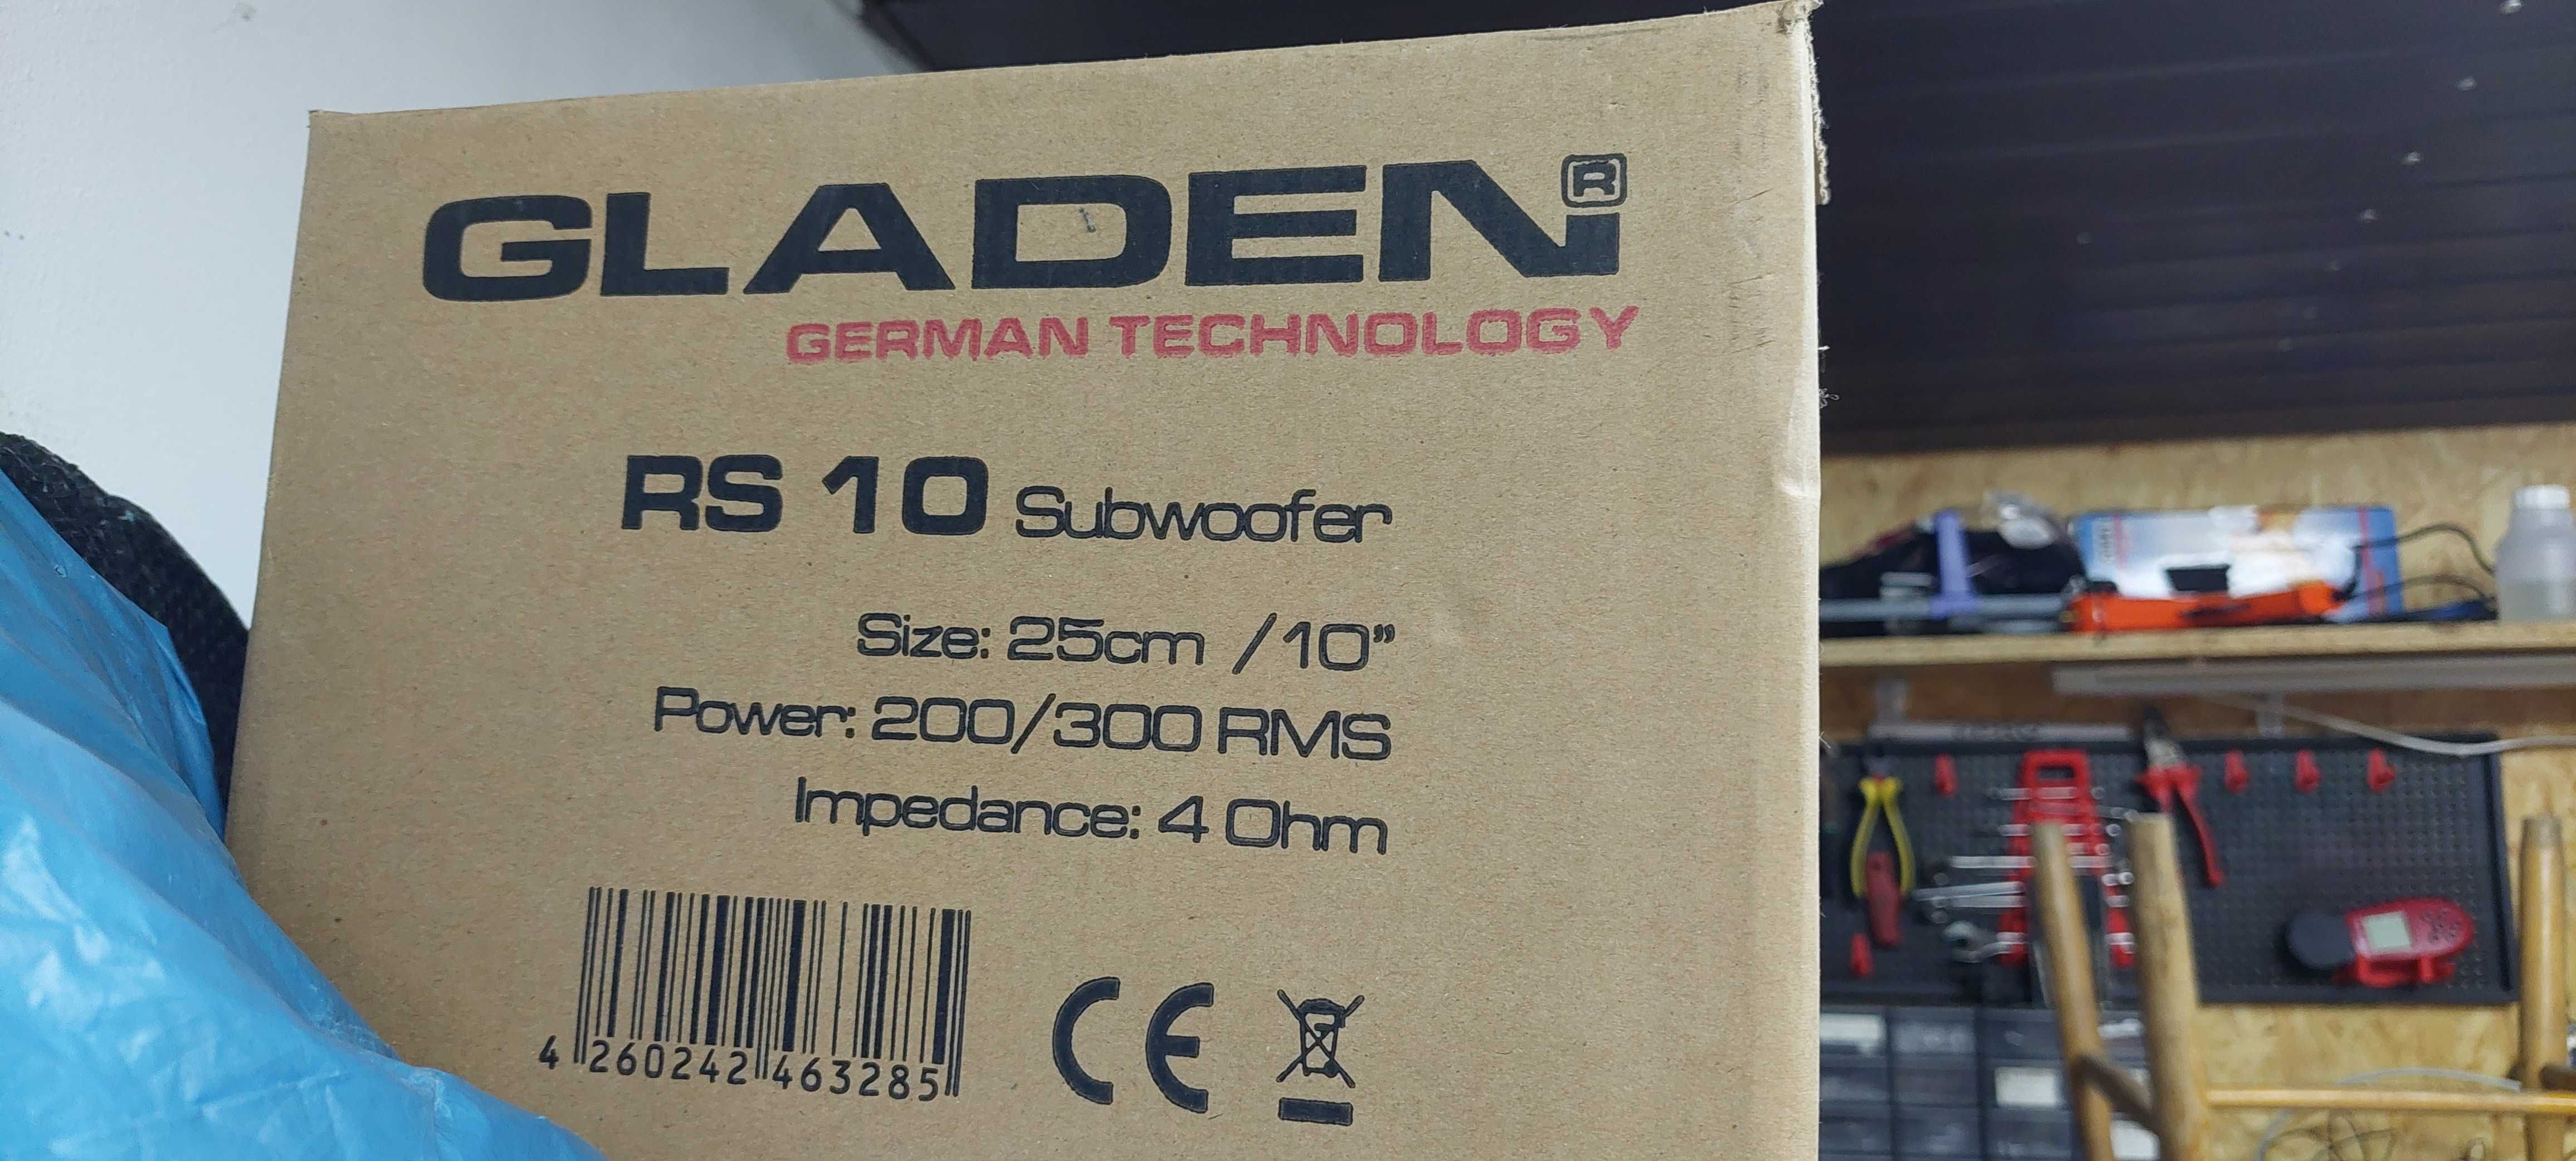 GLADEN®
GERMAN TECHNOLOGY
RS 10 Subwoofer
Size: 25cm /10”
Power: 200/300 RMS
Impedance: 4 Ohm
4 260242 463285
CE